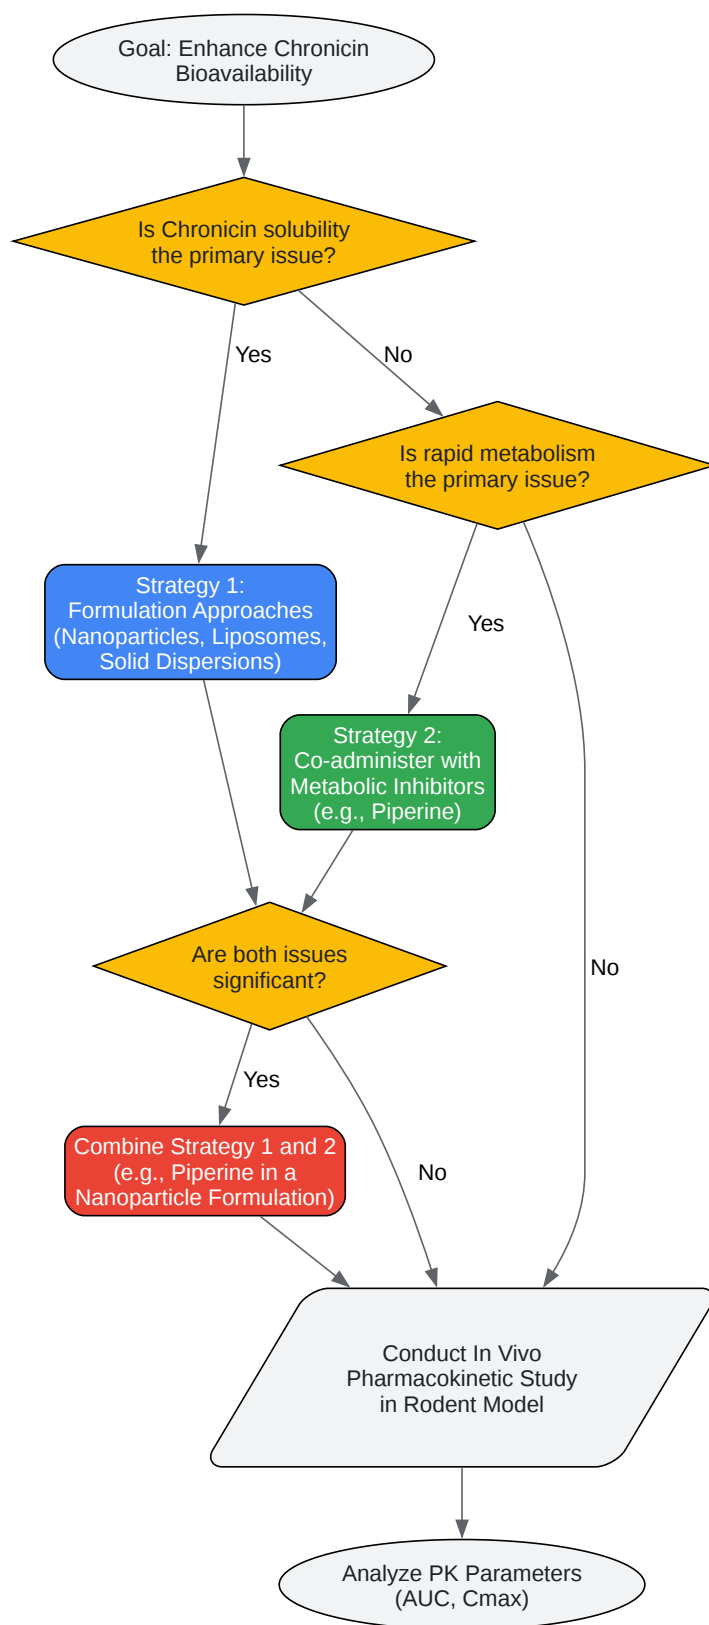 Goal: Enhance Chronicin
Bioavailability
Is Chronicin solubility
the primary issue?
Yes
No
Is rapid metabolism
the primary issue?
Strategy 1:
Formulation Approaches
(Nanoparticles, Liposomes,
Solid Dispersions)
Yes
Strategy 2:
Co-administer with
Metabolic Inhibitors
(e.g., Piperine)
Are both issues
significant?
No
Yes
Combine Strategy 1 and 2
(e.g., Piperine in a
Nanoparticle Formulation)
No
Conduct In Vivo
Pharmacokinetic Study
in Rodent Model
Analyze PK Parameters
(AUC, Cmax)